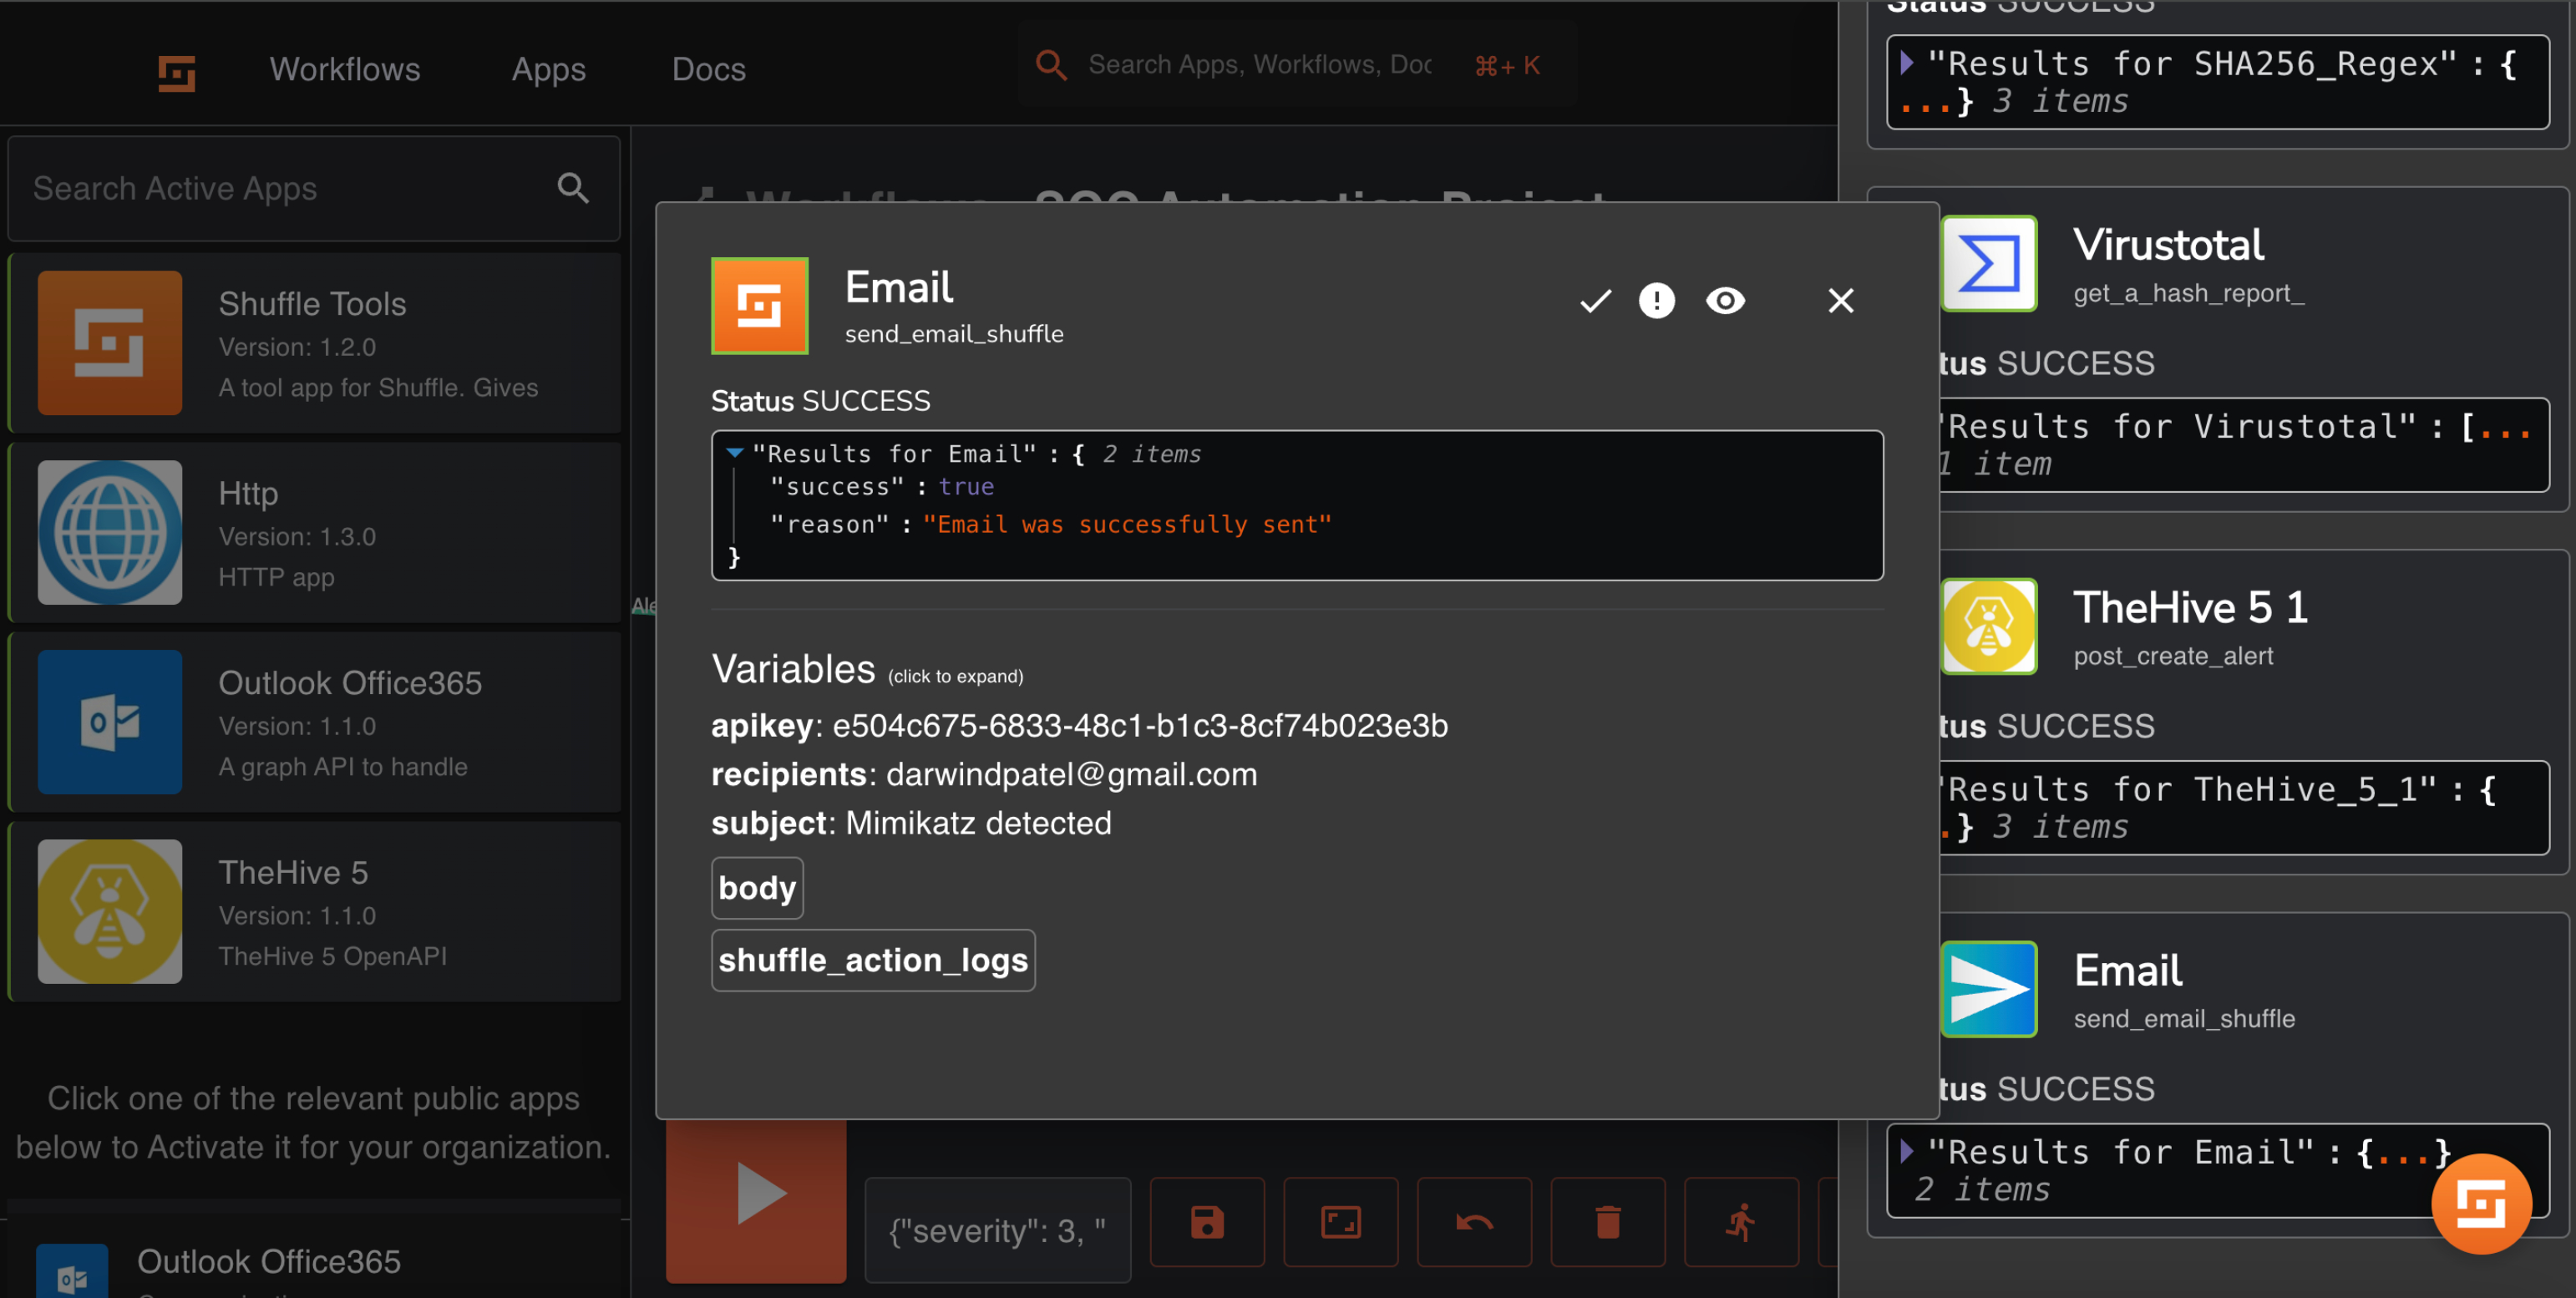 Workflows
Apps
Docs
Search Apps, Workflows, Doc
⌘+ K
Search Active Apps
Shuffle Tools
Version: 1.2.0
A tool app for Shuffle. Gives
Http
Version: 1.3.0
HTTP app
Outlook Office365
Version: 1.1.0
A graph API to handle
TheHive 5
Version: 1.1.0
TheHive 5 OpenAPI
Click one of the relevant public apps
below to Activate it for your organization.
Outlook Office365
Workflows
SOC Automation Project
Ale
Email
send_email_shuffle
Status SUCCESS
"Results for Email" : { 2 items
"success" : true
"reason" : "Email was successfully sent"
}
Variables (click to expand)
apikey: e504c675-6833-48c1-b1c3-8cf74b023e3b
recipients: darwindpatel@gmail.com
subject: Mimikatz detected
body
shuffle_action_logs
{"severity": 3, "
Status SUCCESS
"Results for SHA256_Regex" : {
...} 3 items
Virustotal
get_a_hash_report_
tus SUCCESS
"Results for Virustotal" : [...
1 item
TheHive 5 1
post_create_alert
tus SUCCESS
"Results for TheHive_5_1" : {
.} 3 items
Email
send_email_shuffle
tus SUCCESS
"Results for Email" : {...}
2 items